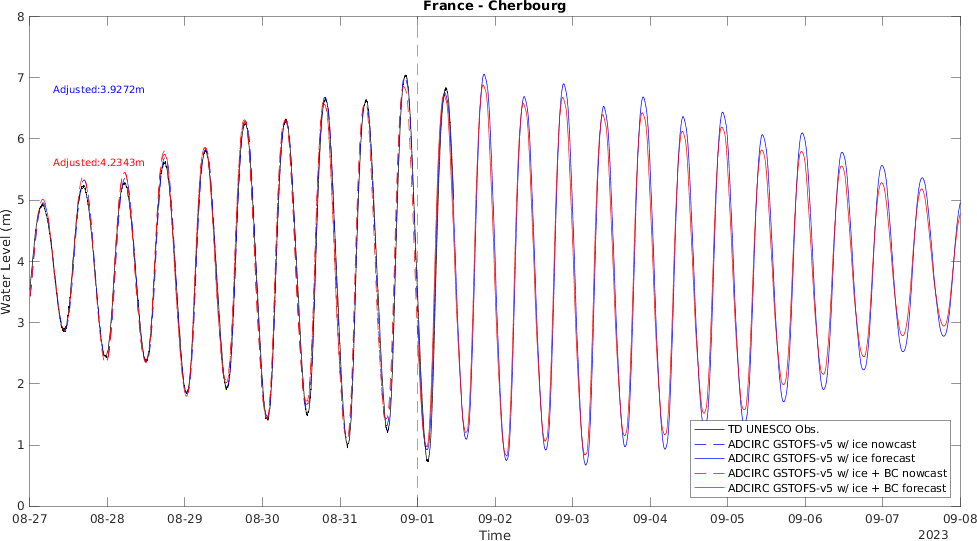 France - Cherbourg
8
7
6
5
4
3
2
1
0
Water Level (m)
Adjusted:3.9272m
Adjusted:4.2343m
TD UNESCO Obs.
ADCIRC GSTOFS-v5 w/ ice nowcast
ADCIRC GSTOFS-v5 w/ ice forecast
ADCIRC GSTOFS-v5 w/ ice + BC nowcast
ADCIRC GSTOFS-v5 w/ ice + BC forecast
08-27 08-28 08-29 08-30 08-31 09-01 09-02 09-03 09-04 09-05 09-06 09-07 09-08
Time
2023